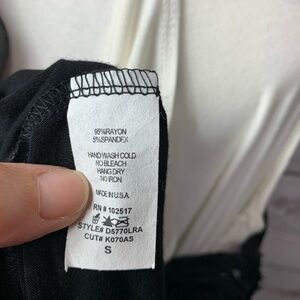 95%RAYON
5%SPANDEX
HAND WASH COLD
NO BLEACH
HANG DRY
NO IRON
MADE IN U.S.A.
RN # 102517
STYLE# D5770LRA
CUT# K070AS
S